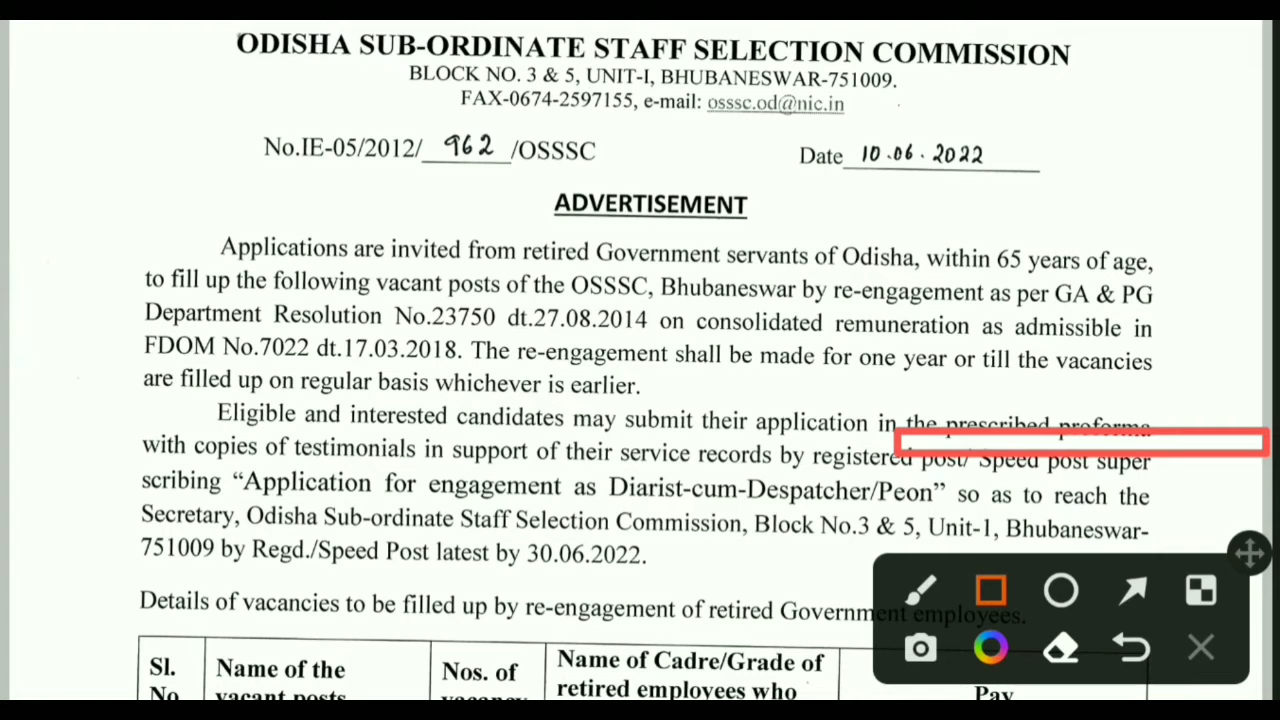 ODISHA SUB-ORDINATE STAFF SELECTION COMMISSION
BLOCK NO. 3 & 5, UNIT-I, BHUBANESWAR-751009.
FAX-0674-2597155, e-mail: osssc.od@nic.in
No.IE-05/2012/ 962 /OSSSC Date 10.06.2022
ADVERTISEMENT
Applications are invited from retired Government servants of Odisha, within 65 years of age,
to fill up the following vacant posts of the OSSSC, Bhubaneswar by re-engagement as per GA & PG
Department Resolution No.23750 dt.27.08.2014 on consolidated remuneration as admissible in
FDOM No.7022 dt.17.03.2018. The re-engagement shall be made for one year or till the vacancies
are filled up on regular basis whichever is earlier.
Eligible and interested candidates may submit their application in the prescribed proforma
with copies of testimonials in support of their service records by registered post/ Speed post super
scribing “Application for engagement as Diarist-cum-Despatcher/Peon” so as to reach the
Secretary, Odisha Sub-ordinate Staff Selection Commission, Block No.3 & 5, Unit-1, Bhubaneswar-
751009 by Regd./Speed Post latest by 30.06.2022.
Details of vacancies to be filled up by re-engagement of retired Government employees.
Sl. Name of the Nos. of Name of Cadre/Grade of
No vacant posts vacancy retired employees who Pay